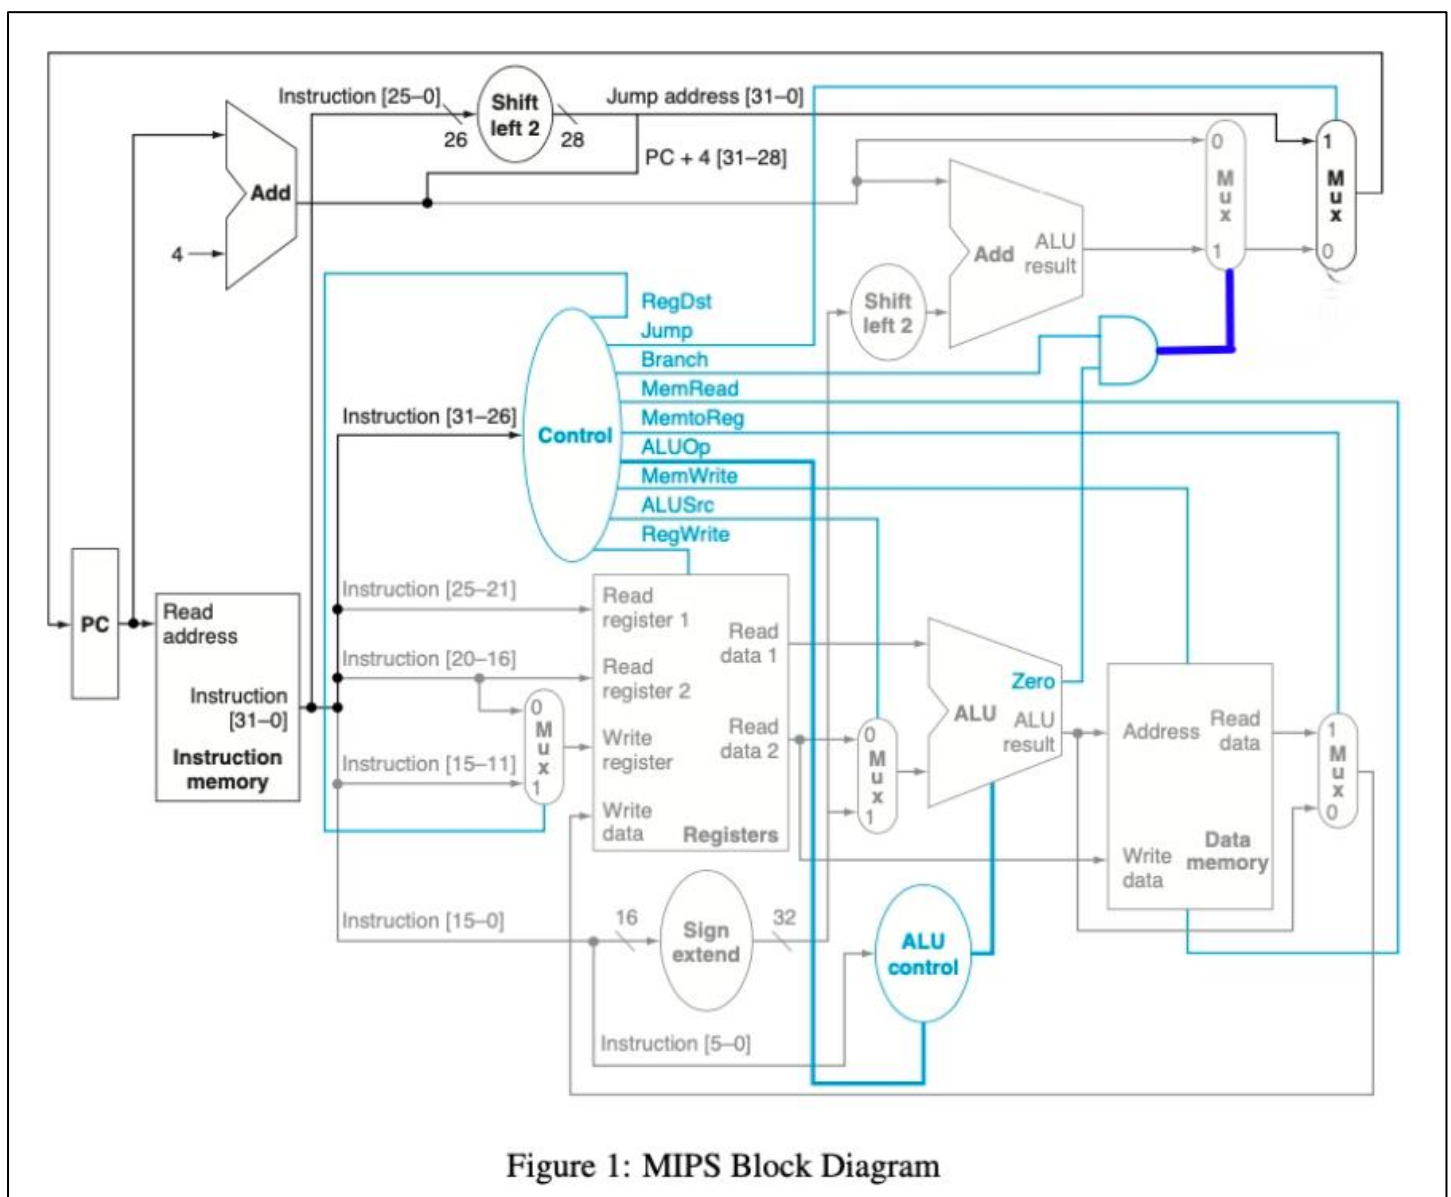 Instruction [25–0]
26
Shift
left 2
28
Jump address [31–0]
PC + 4 [31–28]
Add
4
0
M
u
x
1
1
M
u
x
0
Add
ALU
result
Shift
left 2
RegDst
Jump
Branch
MemRead
MemtoReg
ALUOp
MemWrite
ALUSrc
RegWrite
Instruction [31–26]
Control
PC
Read
address
Instruction
[31–0]
Instruction
memory
Instruction [25–21]
Instruction [20–16]
Instruction [15–11]
0
M
u
x
1
Read
register 1
Read
register 2
Write
register
Write
data
Read
data 1
Read
data 2
Registers
0
M
u
x
1
Zero
ALU
ALU
result
Address
Read
data
Write
data
Data
memory
1
M
u
x
0
Instruction [15–0]
16
Sign
extend
32
ALU
control
Instruction [5–0]
Figure 1: MIPS Block Diagram